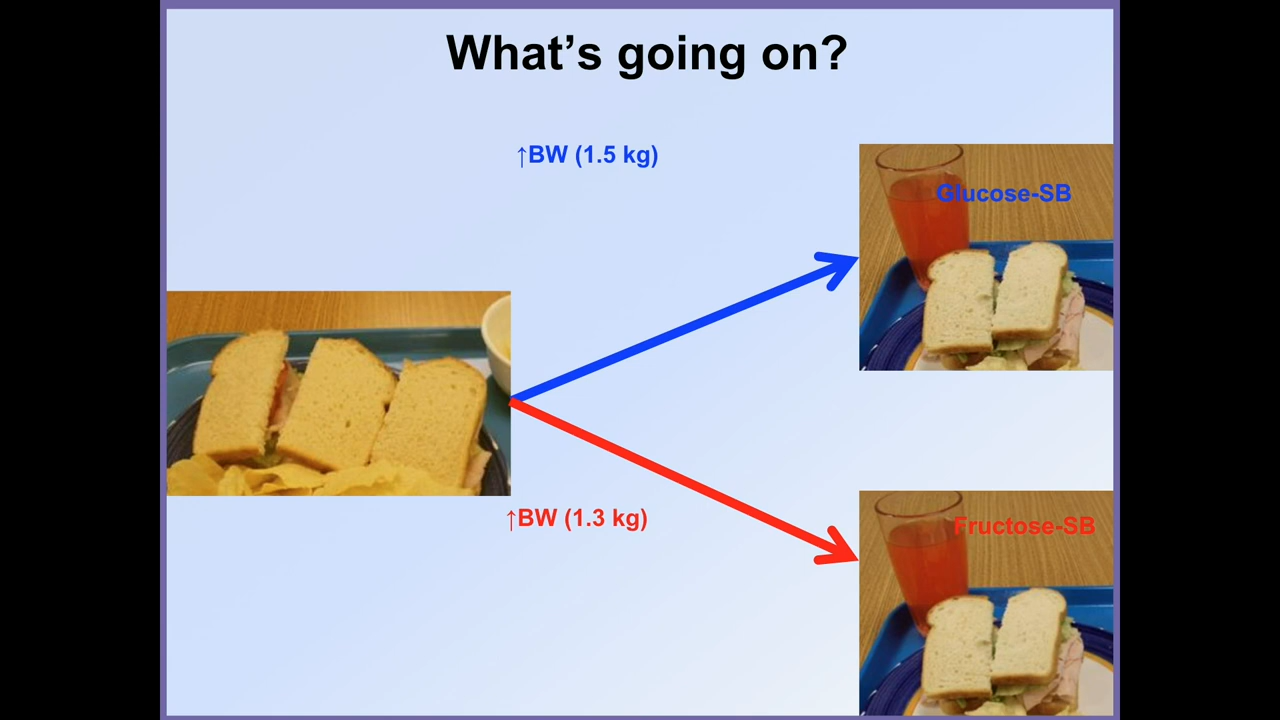 What’s going on?
↑BW (1.5 kg)
Glucose-SB
↑BW (1.3 kg)
Fructose-SB